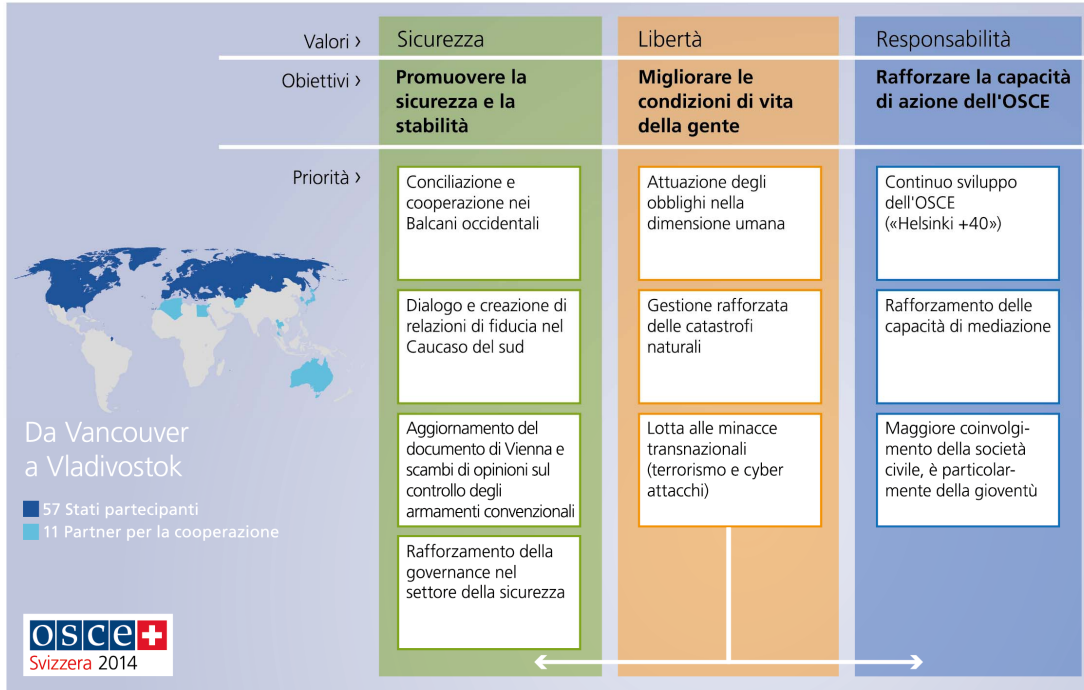 Valori ›
Sicurezza
Libertà
Responsabilità
Obiettivi ›
Promuovere la
sicurezza e la
stabilità
Migliorare le
condizioni di vita
della gente
Rafforzare la capacità
di azione dell'OSCE
Priorità ›
Conciliazione e
cooperazione nei
Balcani occidentali
Attuazione degli
obblighi nella
dimensione umana
Continuo sviluppo
dell'OSCE
(«Helsinki +40»)
Dialogo e creazione di
relazioni di fiducia nel
Caucaso del sud
Gestione rafforzata
delle catastrofi
naturali
Rafforzamento delle
capacità di mediazione
Aggiornamento del
documento di Vienna e
scambi di opinioni sul
controllo degli
armamenti convenzionali
Lotta alle minacce
transnazionali
(terrorismo e cyber
attacchi)
Maggiore coinvolgi-
mento della società
civile, è particolar-
mente della gioventù
Rafforzamento della
governance nel
settore della sicurezza
Da Vancouver
a Vladivostok
57 Stati partecipanti
11 Partner per la cooperazione
osce
Svizzera 2014